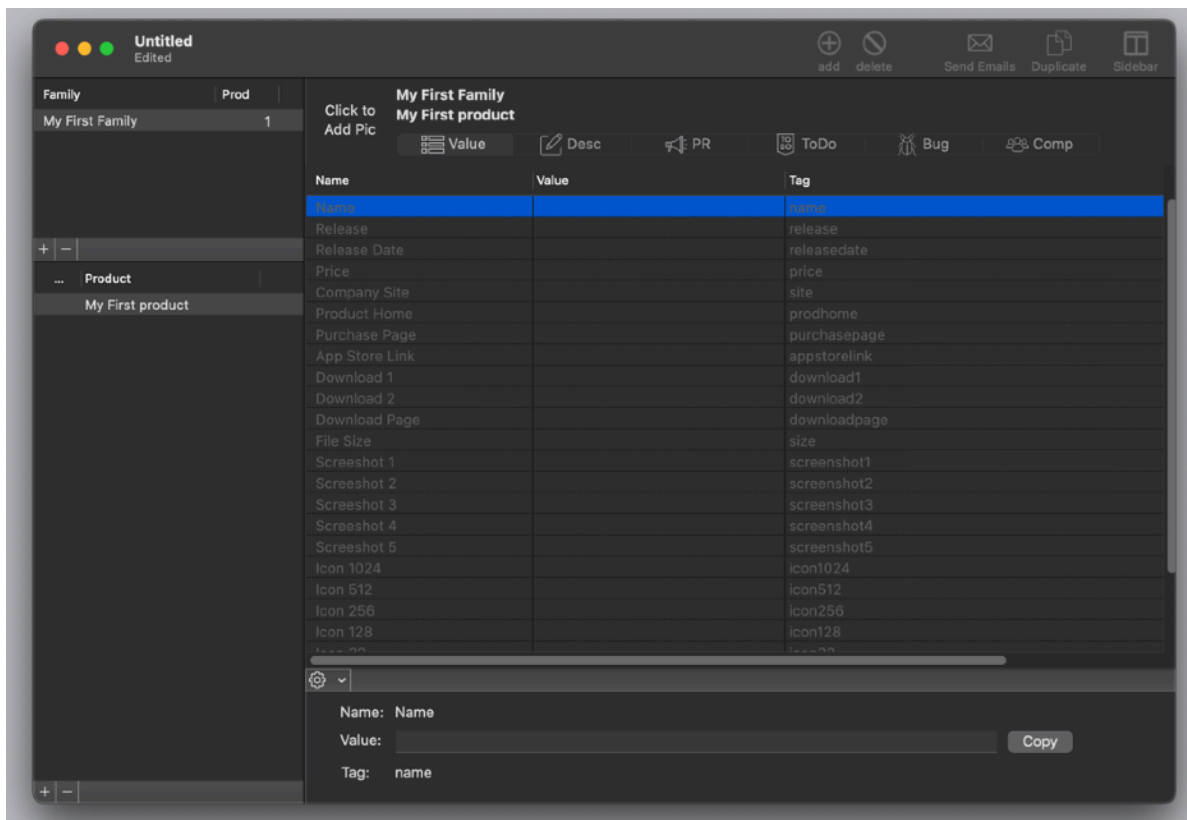 Untitled
Edited
add delete Send Emails Duplicate Sidebar
Family Prod
My First Family 1
+ −
... Product
My First product
+ −
Click to
Add Pic
My First Family
My First product
Value Desc PR ToDo Bug Comp
Name Value Tag
Name name
Release release
Release Date releasedate
Price price
Company Site site
Product Home prodhome
Purchase Page purchasepage
App Store Link appstorelink
Download 1 download1
Download 2 download2
Download Page downloadpage
File Size size
Screeshot 1 screenshot1
Screeshot 2 screenshot2
Screeshot 3 screenshot3
Screeshot 4 screenshot4
Screeshot 5 screenshot5
Icon 1024 icon1024
Icon 512 icon512
Icon 256 icon256
Icon 128 icon128
Name: Name
Value:
Copy
Tag: name